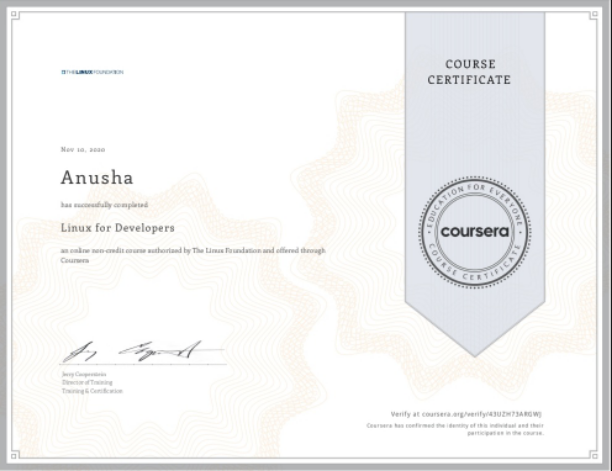 THE LINUX FOUNDATION
COURSE
CERTIFICATE
Nov 10, 2020
Anusha
has successfully completed
Linux for Developers
an online non-credit course authorized by The Linux Foundation and offered through
Coursera
EDUCATION FOR EVERYONE
coursera
COURSE CERTIFICATE
Jerry Cooperstein
Director of Training
Training & Certification
Verify at coursera.org/verify/43UZH73ARGWJ
Coursera has confirmed the identity of this individual and their
participation in the course.